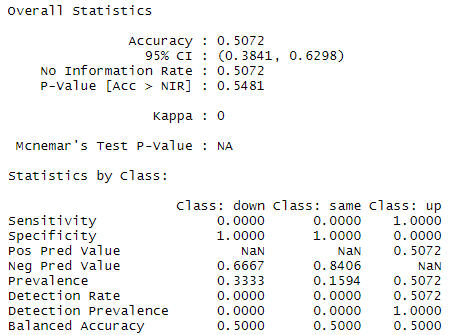 Overall Statistics
Accuracy : 0.5072
95% CI : (0.3841, 0.6298)
No Information Rate : 0.5072
P-Value [Acc > NIR] : 0.5481
Kappa : 0
Mcnemar's Test P-Value : NA
Statistics by Class:
Class: down Class: same Class: up
Sensitivity 0.0000 0.0000 1.0000
Specificity 1.0000 1.0000 0.0000
Pos Pred Value NaN NaN 0.5072
Neg Pred Value 0.6667 0.8406 NaN
Prevalence 0.3333 0.1594 0.5072
Detection Rate 0.0000 0.0000 0.5072
Detection Prevalence 0.0000 0.0000 1.0000
Balanced Accuracy 0.5000 0.5000 0.5000